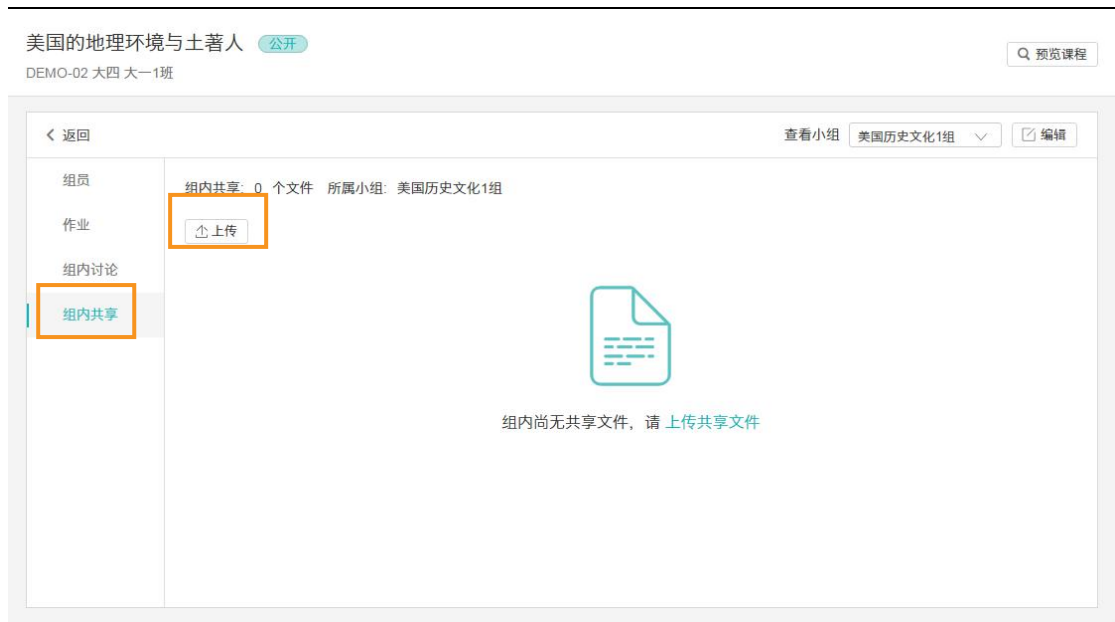 美国的地理环境与土著人 公开
DEMO-02 大四 大一1班
预览课程
返回
查看小组 美国历史文化1组 编辑
组员
作业
组内讨论
组内共享
组内共享: 0 个文件 所属小组: 美国历史文化1组
上传
组内尚无共享文件, 请 上传共享文件